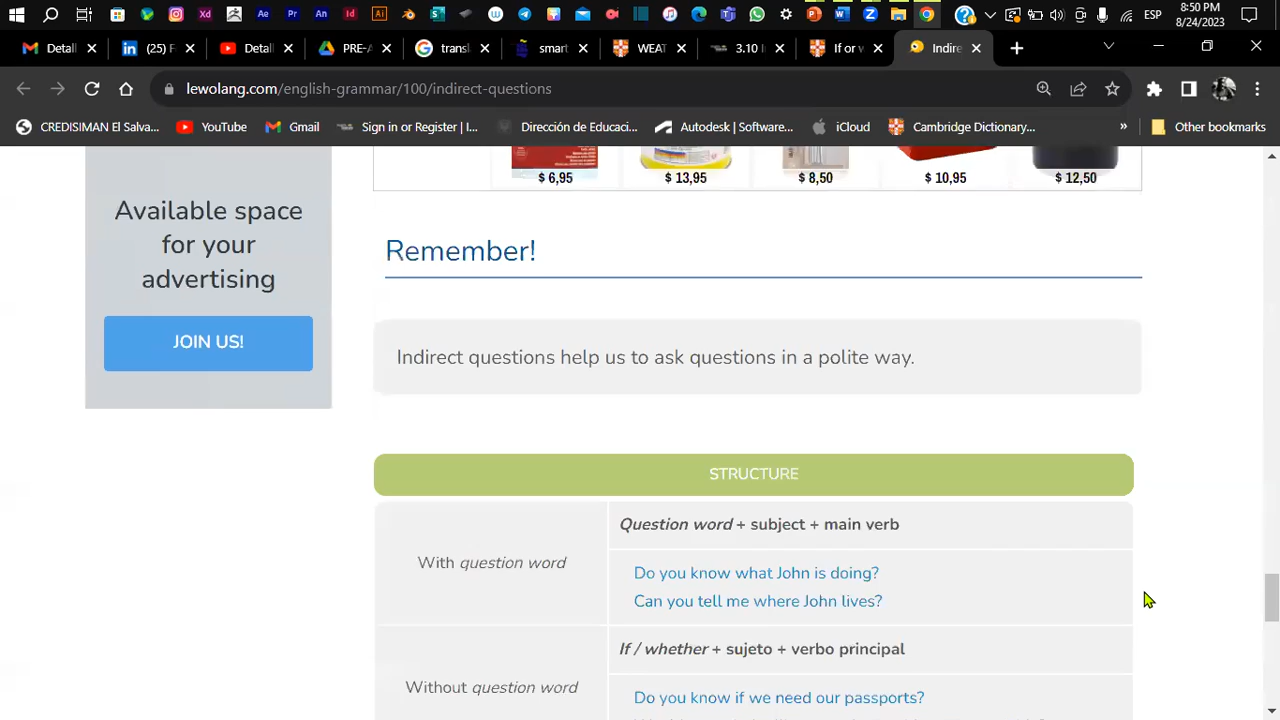 ESP
8:50 PM
8/24/2023
Detall
(25) F
Detall
PRE-A
transl
smart
WEAT
3.10 I
If or w
Indire
lewolang.com/english-grammar/100/indirect-questions
CREDISIMAN El Salva...
YouTube
Gmail
Sign in or Register | I...
Dirección de Educaci...
Autodesk | Software...
iCloud
Cambridge Dictionary...
»
Other bookmarks
$ 6,95
$ 13,95
$ 8,50
$ 10,95
$ 12,50
Available space
for your
advertising
JOIN US!
Remember!
Indirect questions help us to ask questions in a polite way.
STRUCTURE
With question word
Question word + subject + main verb
Do you know what John is doing?
Can you tell me where John lives?
Without question word
If / whether + sujeto + verbo principal
Do you know if we need our passports?